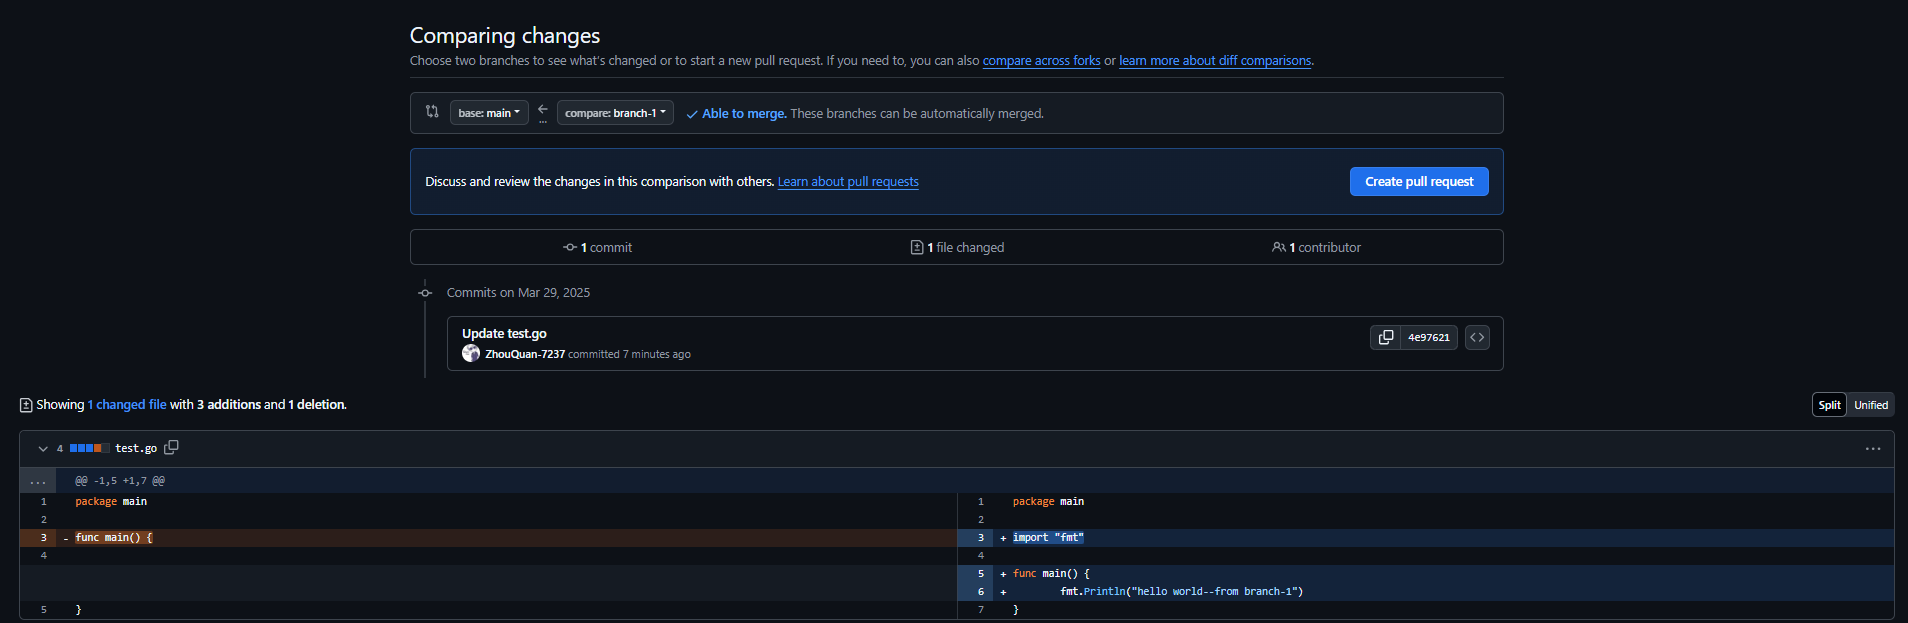 Comparing changes
Choose two branches to see what's changed or to start a new pull request. If you need to, you can also compare across forks or learn more about diff comparisons.
base: main compare: branch-1 Able to merge. These branches can be automatically merged.
Discuss and review the changes in this comparison with others. Learn about pull requests Create pull request
1 commit 1 file changed 1 contributor
Commits on Mar 29, 2025
Update test.go
4e97621
ZhouQuan-7237 committed 7 minutes ago
Showing 1 changed file with 3 additions and 1 deletion. Split Unified
4 test.go
... @@ -1,5 +1,7 @@
1 package main 1 package main
2 2
3 - func main() { 3 + import "fmt"
4 4
5 + func main() {
6 + fmt.Println("hello world--from branch-1")
5 } 7 }